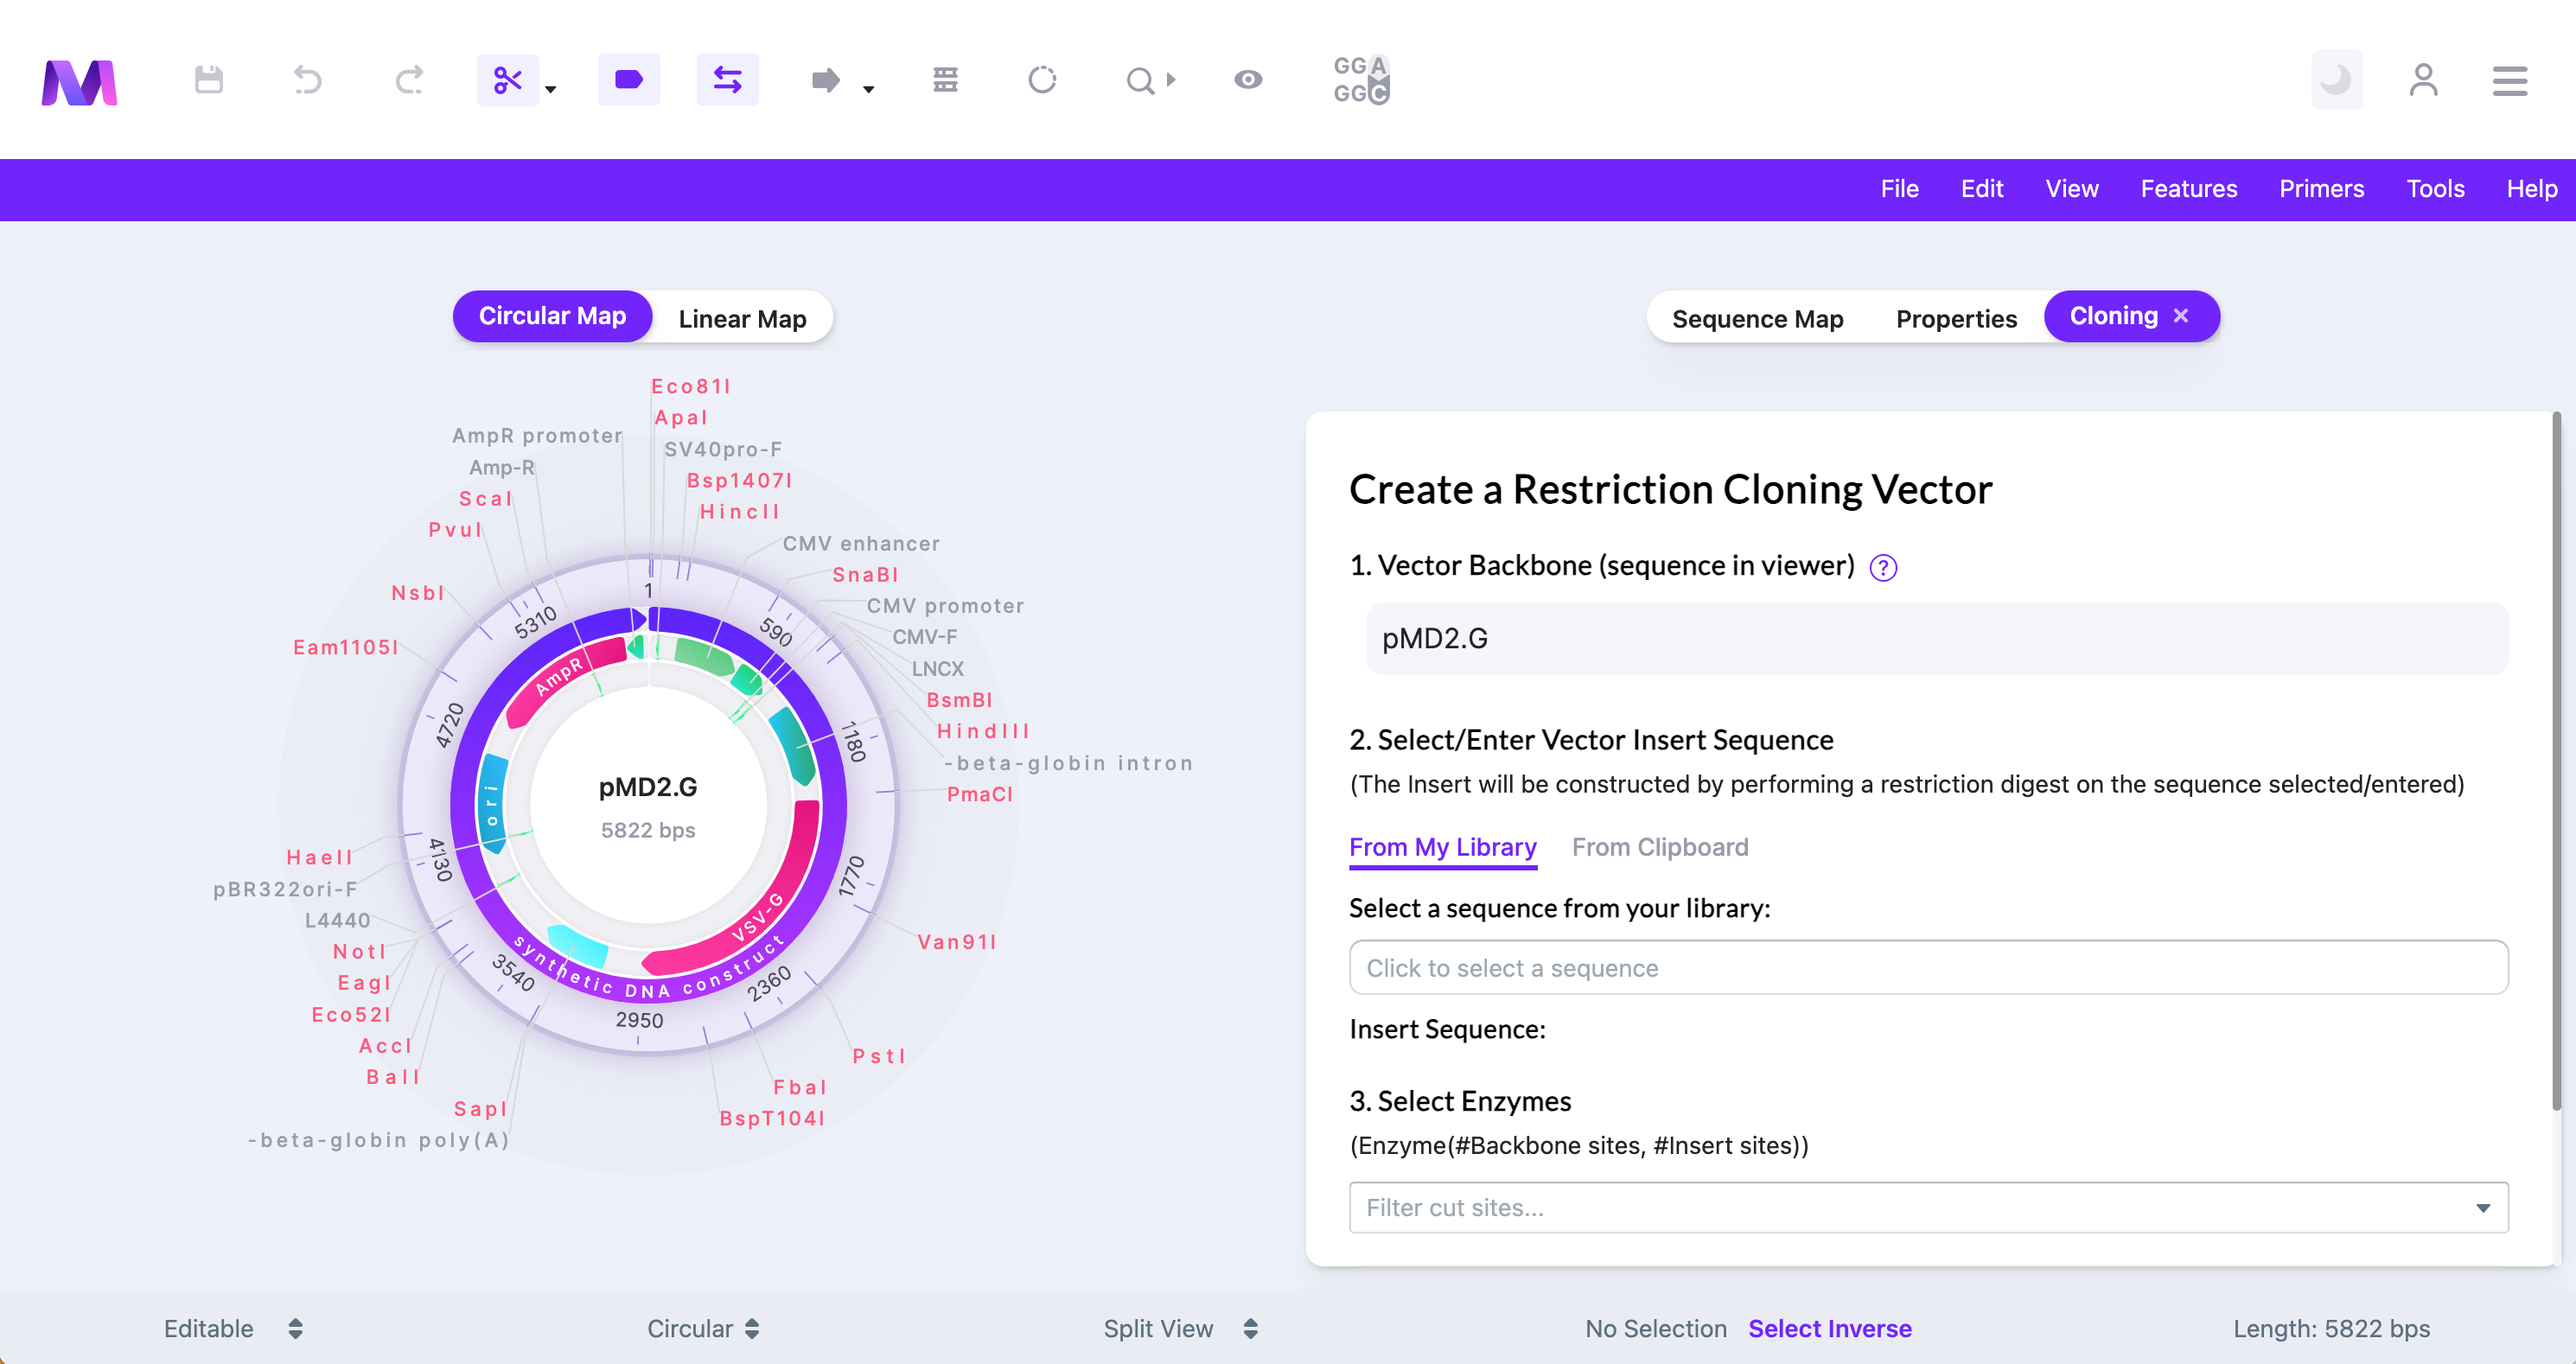 GGA
GGC
File Edit View Features Primers Tools Help
Circular Map Linear Map
Sequence Map Properties Cloning
Eco81I
ApaI
AmpR promoter
SV40pro-F
Amp-R
Bsp1407I
ScaI
HincII
PvuI
CMV enhancer
SnaBI
NsbI
CMV promoter
CMV-F
Eam1105I
LNCX
BsmBI
HindIII
-beta-globin intron
PmaCI
HaeII
pBR322ori-F
L4440
Van91I
NotI
EagI
Eco52I
AccI
PstI
BalI
FbaI
SapI
BspT104I
-beta-globin poly(A)
1
590
1180
1770
2360
2950
3540
4130
4720
5310
AmpR
ori
VSV-G
synthetic DNA construct
pMD2.G
5822 bps
Create a Restriction Cloning Vector
1. Vector Backbone (sequence in viewer) ?
pMD2.G
2. Select/Enter Vector Insert Sequence
(The Insert will be constructed by performing a restriction digest on the sequence selected/entered)
From My Library From Clipboard
Select a sequence from your library:
Click to select a sequence
Insert Sequence:
3. Select Enzymes
(Enzyme(#Backbone sites, #Insert sites))
Filter cut sites...
Editable Circular Split View No Selection Select Inverse Length: 5822 bps